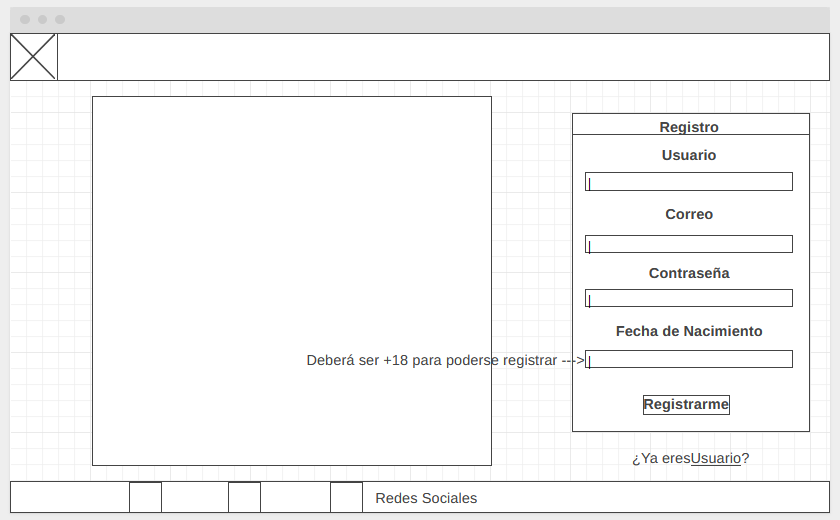 Registro
Usuario
Correo
Contraseña
Fecha de Nacimiento
Deberá ser +18 para poderse registrar --->
Registrarme
¿Ya eresUsuario?
Redes Sociales